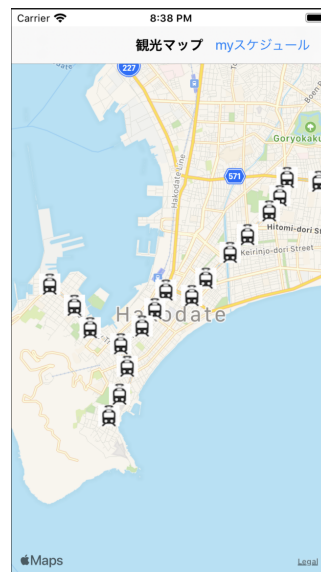 Carrier
8:38 PM
観光マップ
myスケジュール
227
Goryokaku
571
Hakodate Line
Hitomi-dori St
Keirinjo-dori Street
Hakodate
Maps
Legal